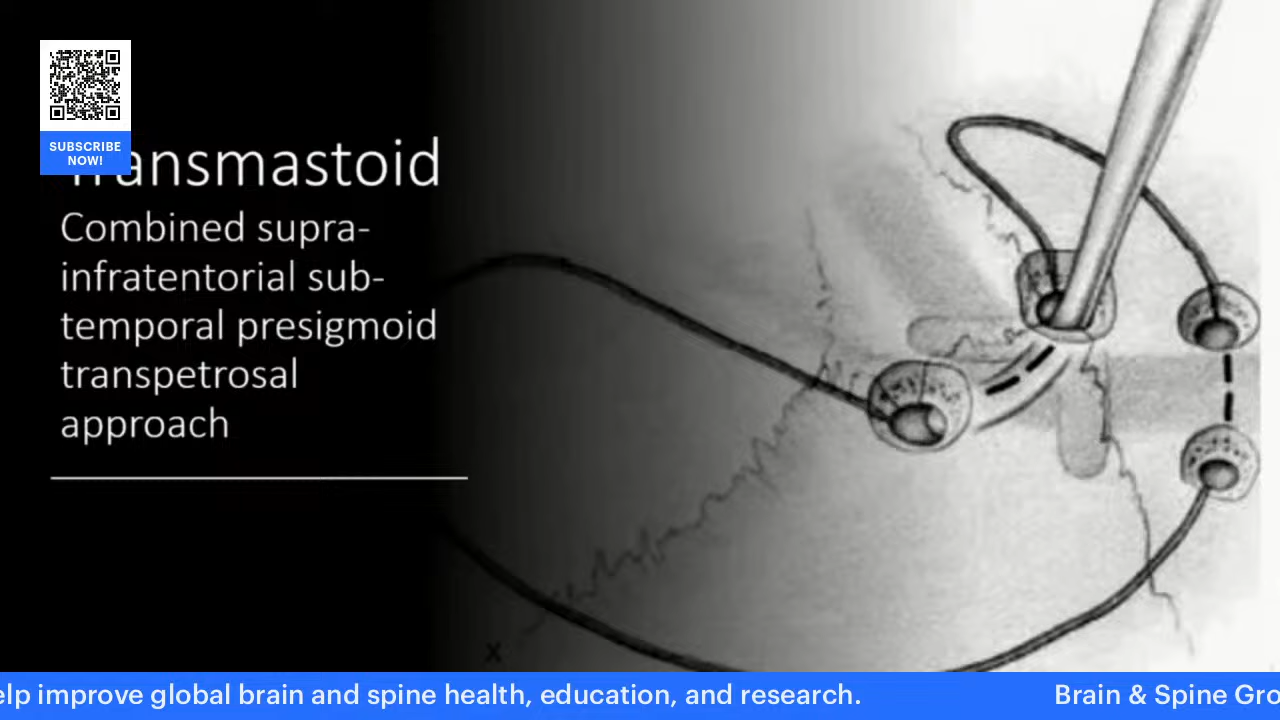 SUBSCRIBE
NOW!
Transmastoid
Combined supra-
infratentorial sub-
temporal presigmoid
transpetrosal
approach
x
elp improve global brain and spine health, education, and research. Brain & Spine Gro